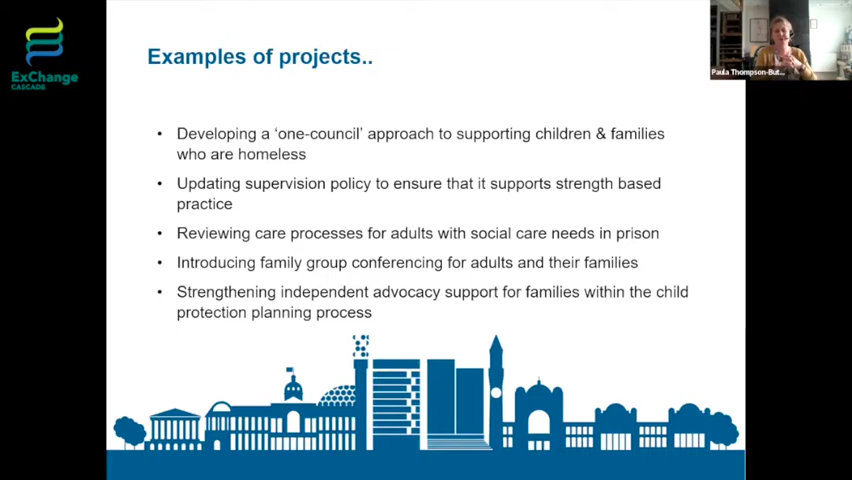 ExChange
CASCADE
Examples of projects..
Paula Thompson-But...
• Developing a ‘one-council’ approach to supporting children & families
who are homeless
• Updating supervision policy to ensure that it supports strength based
practice
• Reviewing care processes for adults with social care needs in prison
• Introducing family group conferencing for adults and their families
• Strengthening independent advocacy support for families within the child
protection planning process